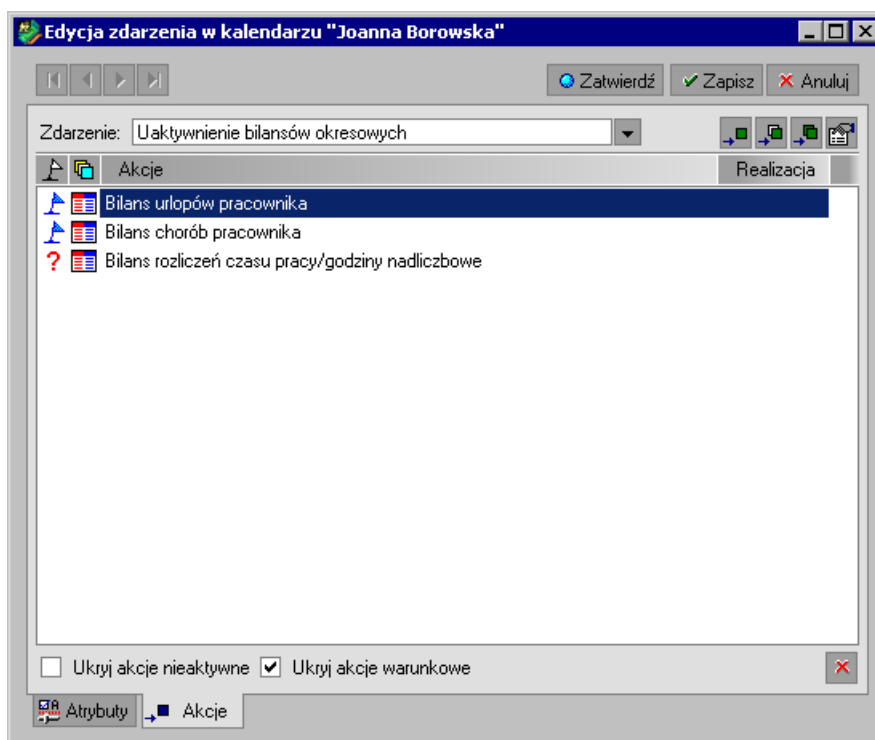 Edycja zdarzenia w kalendarzu "Joanna Borowska"
Zatwierdź Zapisz Anuluj
Zdarzenie: Uaktywnienie bilansów okresowych
Akcje Realizacja
Bilans urlopów pracownika
Bilans chorób pracownika
? Bilans rozliczeń czasu pracy/godziny nadliczbowe
Ukryj akcje nieaktywne Ukryj akcje warunkowe
Atrybuty Akcje